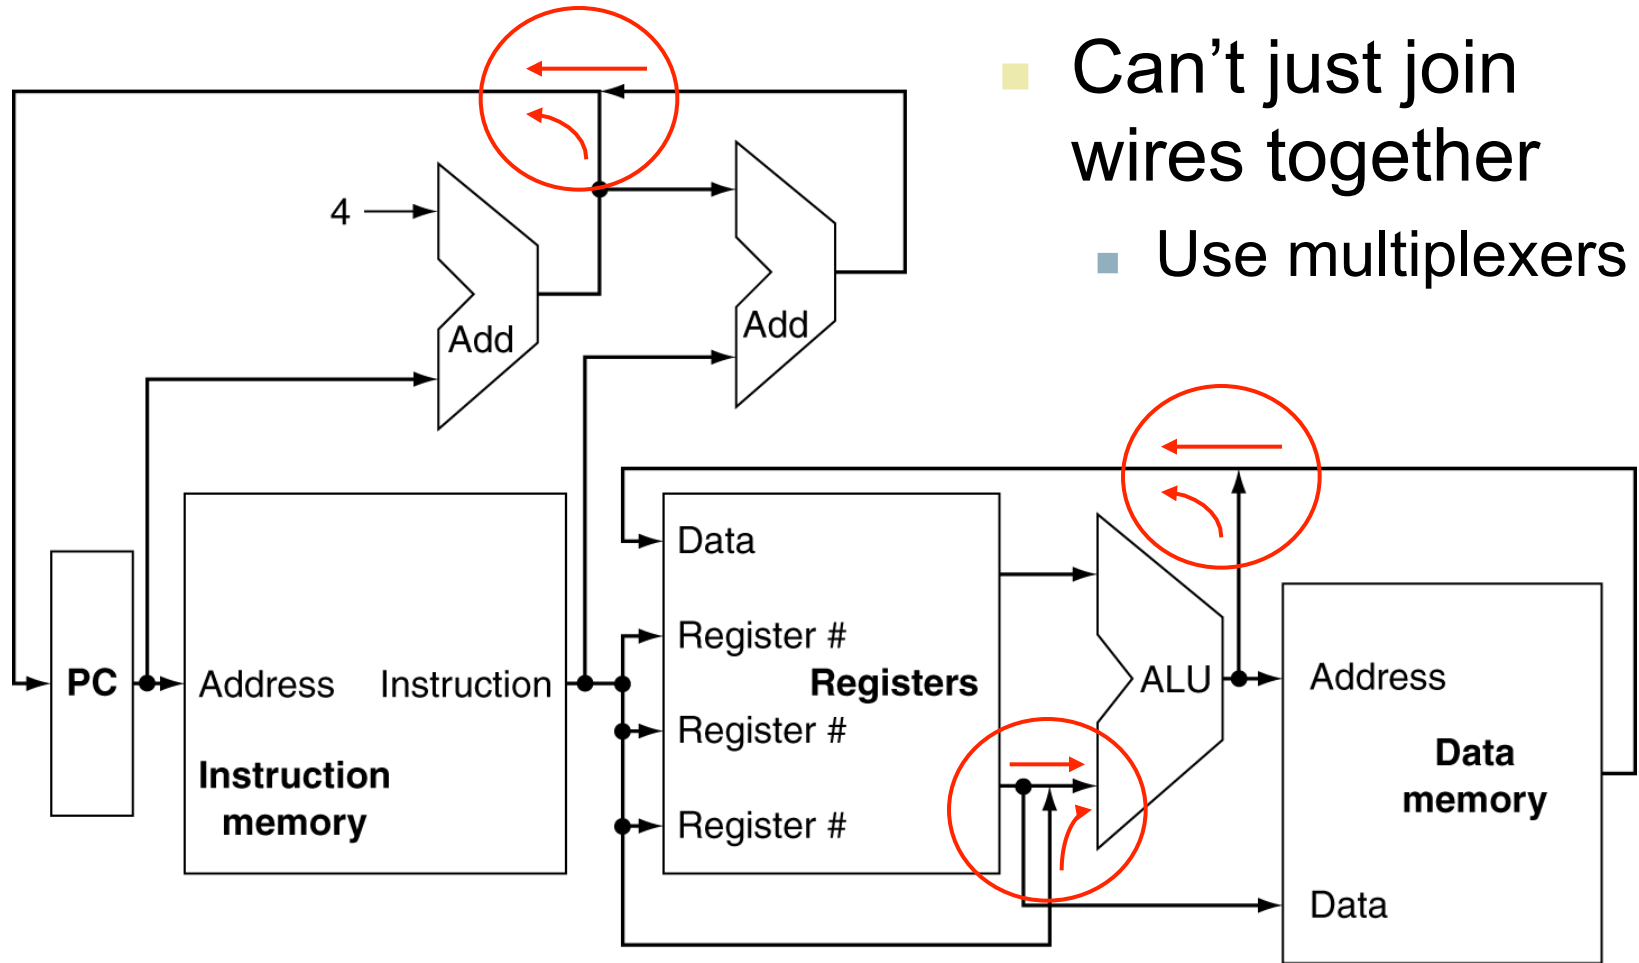 Can't just join
wires together
Use multiplexers
4
Add
Add
Data
Register #
PC
Address
Instruction
Registers
ALU
Address
Register #
Instruction
memory
Data
memory
Register #
Data